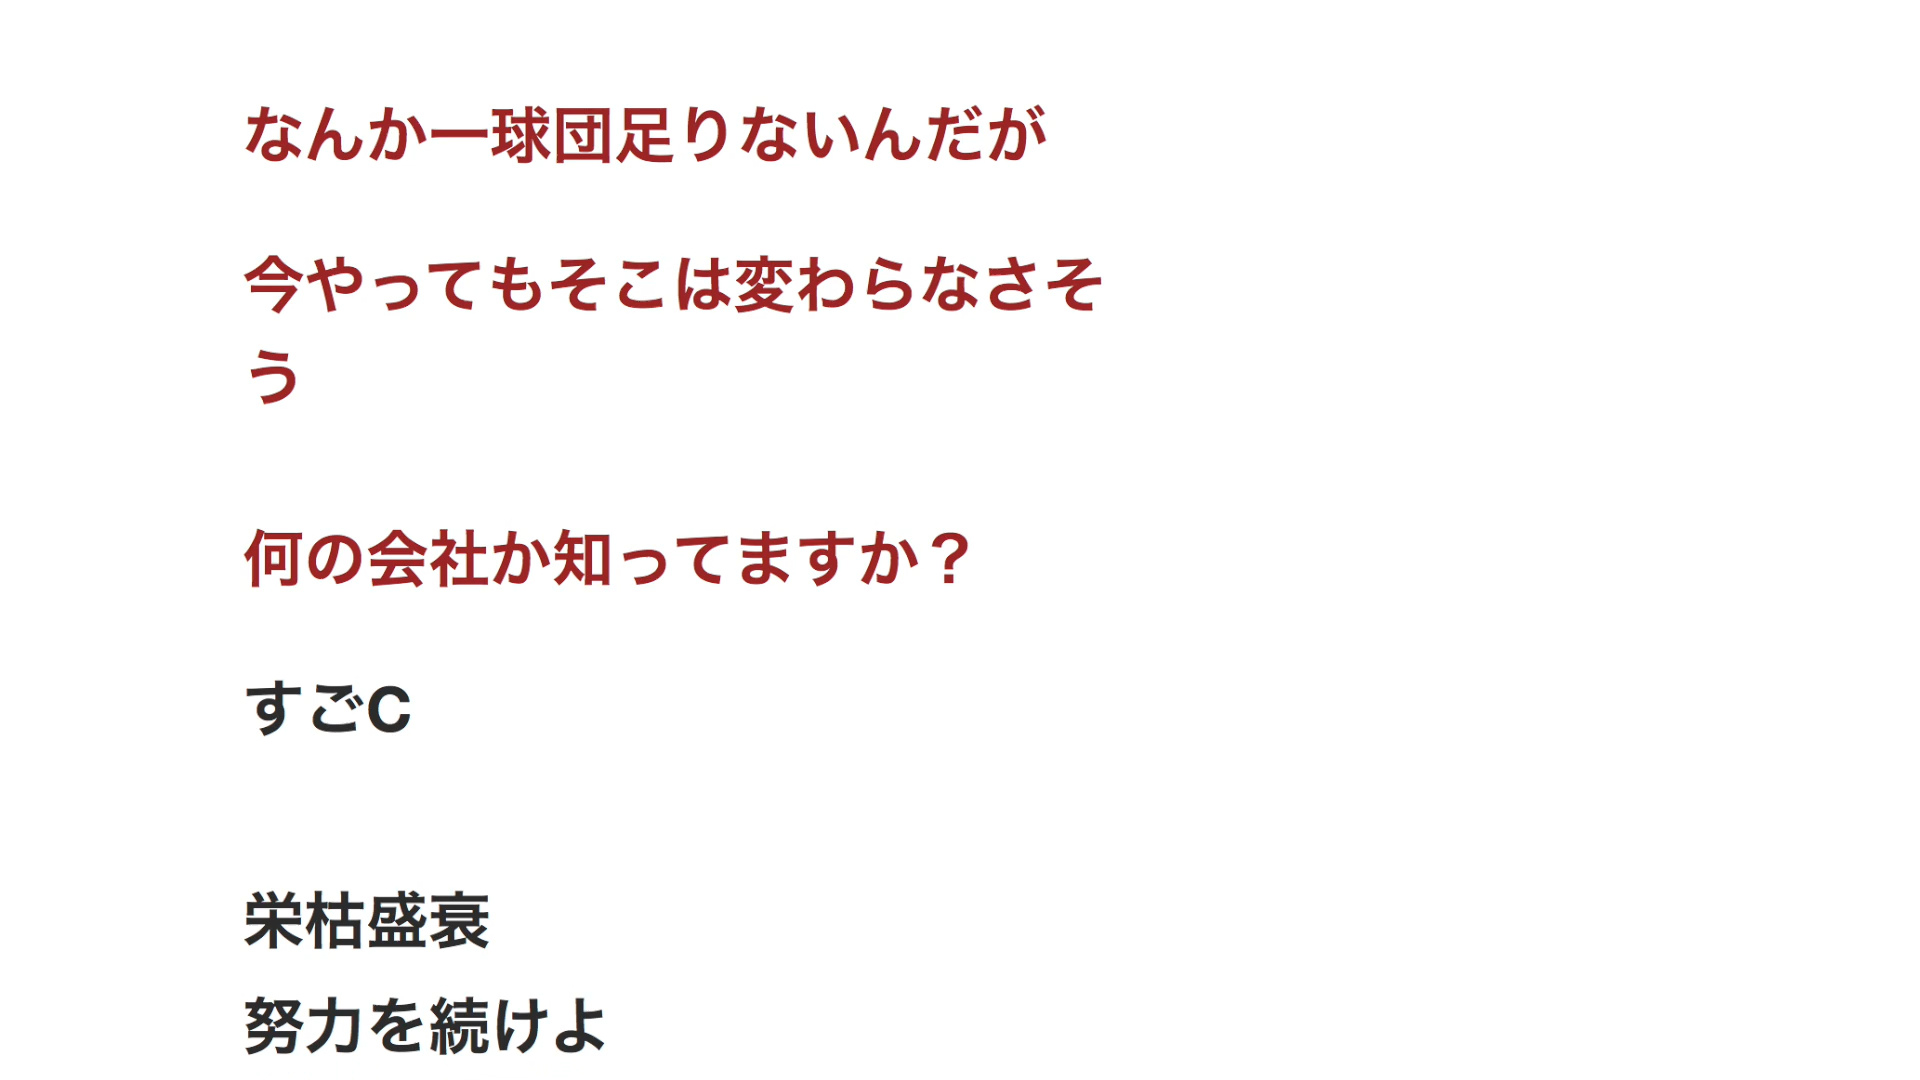 なんか一球団足りないんだが
今やってもそこは変わらなさそ
う
何の会社か知ってますか？
すごC
栄枯盛衰
努力を続けよ